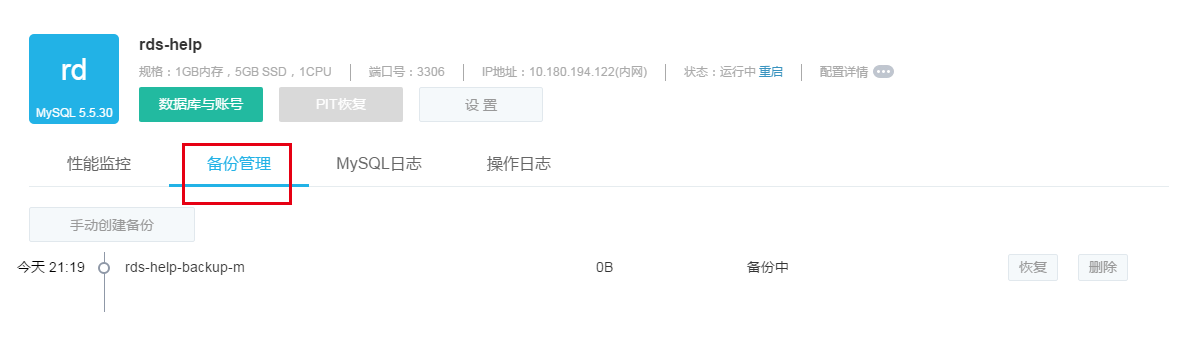 rds-help
rd
规格：1GB内存，5GB SSD，1CPU 端口号：3306 IP地址：10.180.194.122(内网) 状态：运行中 重启 配置详情
MySQL 5.5.30
数据库与账号 PIT恢复 设 置
性能监控 备份管理 MySQL日志 操作日志
手动创建备份
今天 21:19 rds-help-backup-m 0B 备份中 恢复 删除